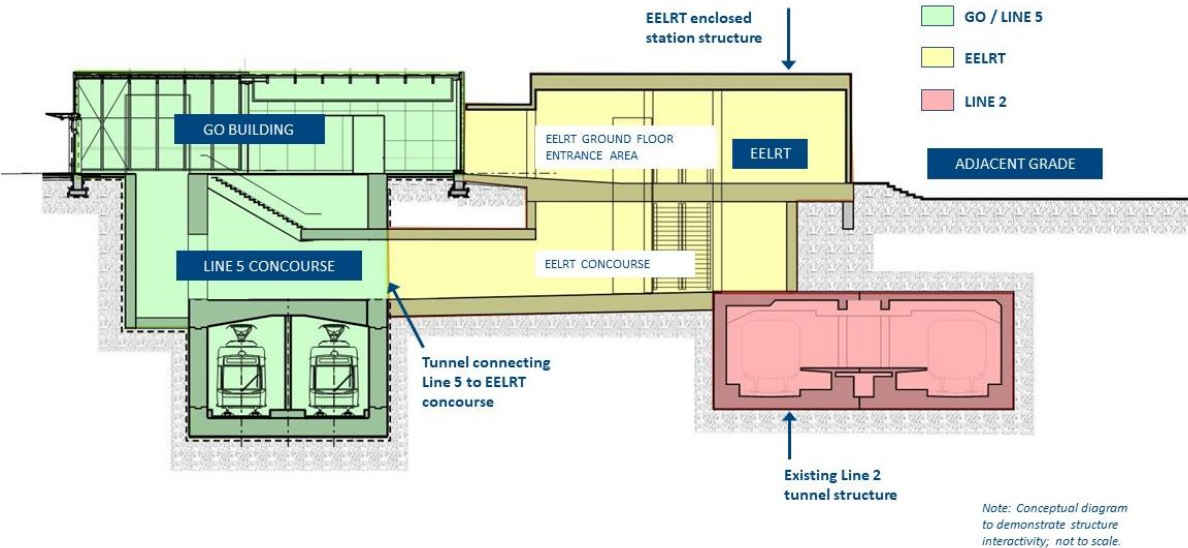 EELRT enclosed
station structure
GO / LINE 5
EELRT
LINE 2
GO BUILDING
EELRT GROUND FLOOR
ENTRANCE AREA
EELRT
ADJACENT GRADE
LINE 5 CONCOURSE
EELRT CONCOURSE
Tunnel connecting
Line 5 to EELRT
concourse
Existing Line 2
tunnel structure
Note: Conceptual diagram
to demonstrate structure
interactivity; not to scale.